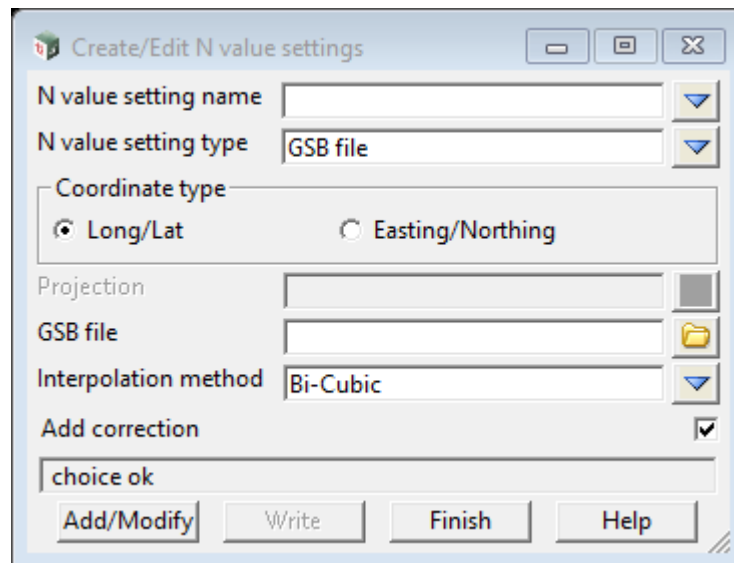 Create/Edit N value settings
N value setting name
N value setting type GSB file
Coordinate type
Long/Lat Easting/Northing
Projection
GSB file
Interpolation method Bi-Cubic
Add correction
choice ok
Add/Modify Write Finish Help